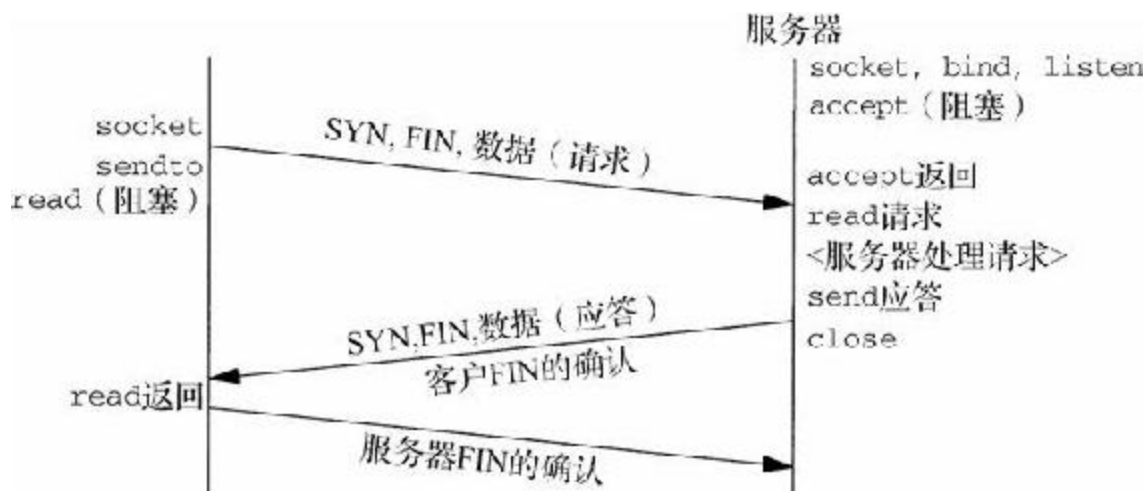 服务器
socket, bind, listen
accept（阻塞）
socket
SYN, FIN, 数据（请求）
sendto
read（阻塞）
accept返回
read请求
<服务器处理请求>
send应答
SYN,FIN,数据（应答）
close
客户FIN的确认
read返回
服务器FIN的确认